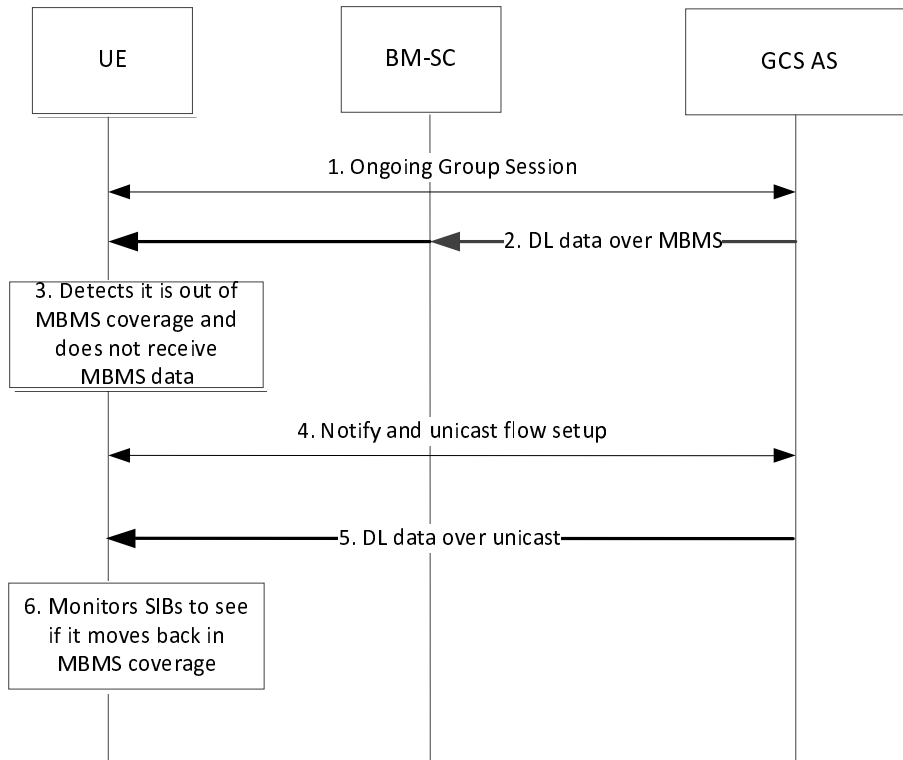 UE
BM-SC
GCS AS
1. Ongoing Group Session
2. DL data over MBMS
3. Detects it is out of
MBMS coverage and
does not receive
MBMS data
4. Notify and unicast flow setup
5. DL data over unicast
6. Monitors SIBs to see
if it moves back in
MBMS coverage